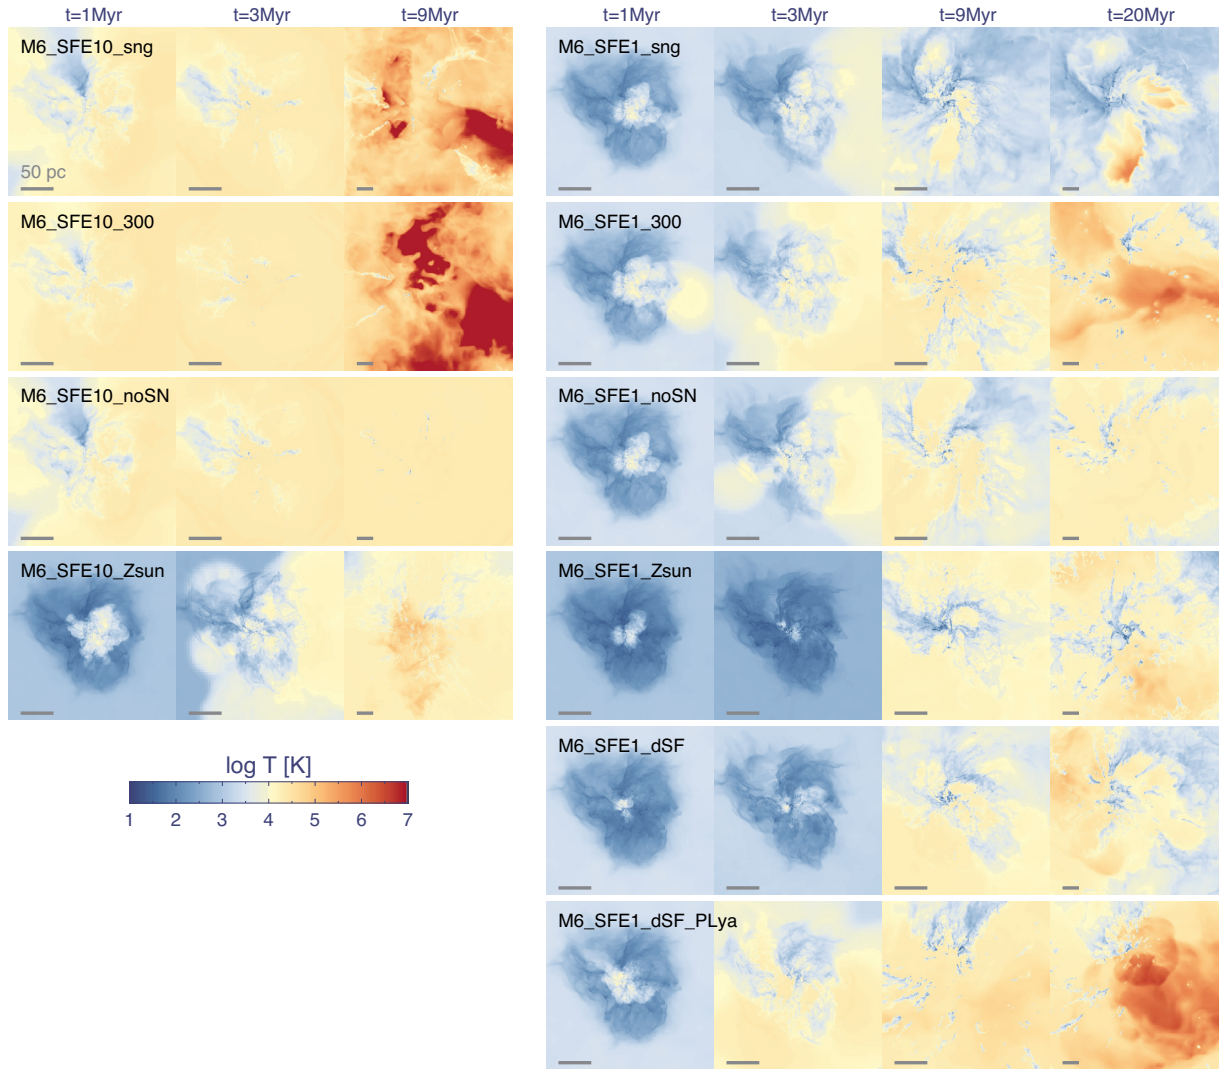 t=1Myr t=3Myr t=9Myr
M6_SFE10_sng
50 pc
M6_SFE10_300
M6_SFE10_noSN
M6_SFE10_Zsun
log T [K]
1 2 3 4 5 6 7
t=1Myr t=3Myr t=9Myr t=20Myr
M6_SFE1_sng
M6_SFE1_300
M6_SFE1_noSN
M6_SFE1_Zsun
M6_SFE1_dSF
M6_SFE1_dSF_PLya